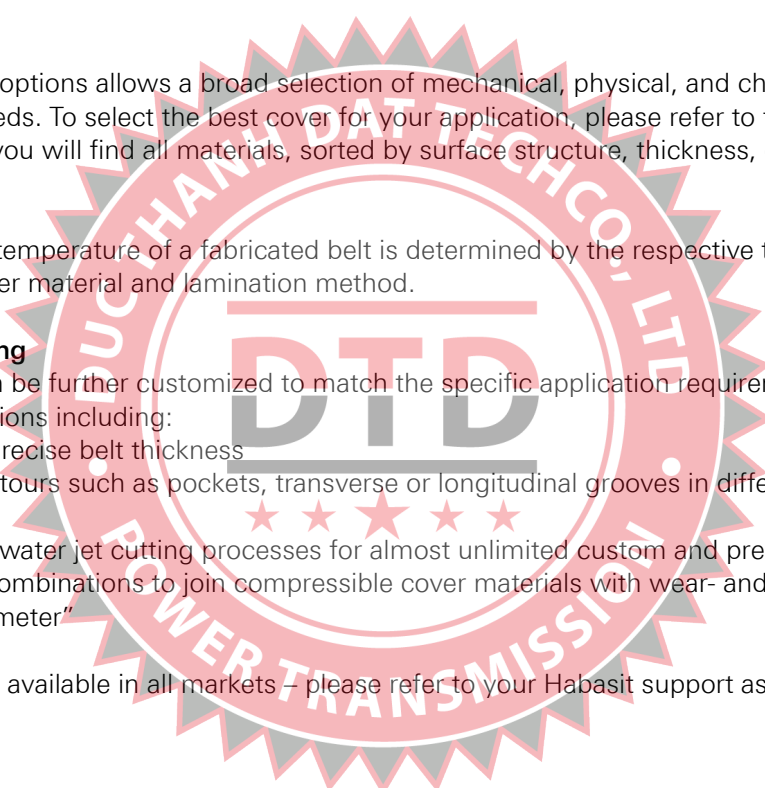 options allows a broad selection of mechanical, physical, and ch
eds. To select the best cover for your application, please refer to
you will find all materials, sorted by surface structure, thickness,
temperature of a fabricated belt is determined by the respective
er material and lamination method.
ng
be further customized to match the specific application require
ions including:
recise belt thickness
tours such as pockets, transverse or longitudinal grooves in diffe
water jet cutting processes for almost unlimited custom and pre
ombinations to join compressible cover materials with wear- and
meter”
available in all markets – please refer to your Habasit support as
DUCTHANH DAT TECHCO., LTD
DTD
POWER TRANSMISSION